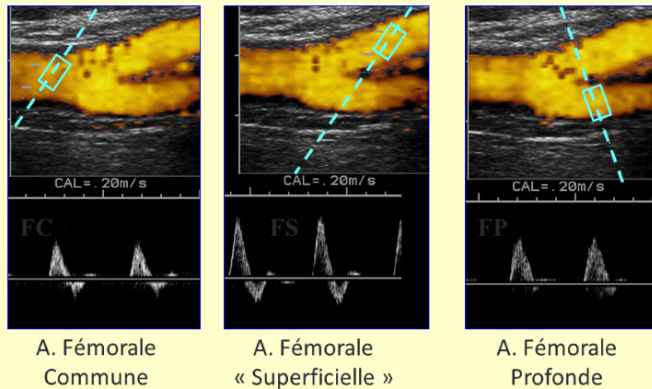 CAL=.20m/s
CAL=.20m/s
CAL=.20m/s
FC
FS
FP
A. Fémorale
Commune
A. Fémorale
« Superficielle »
A. Fémorale
Profonde